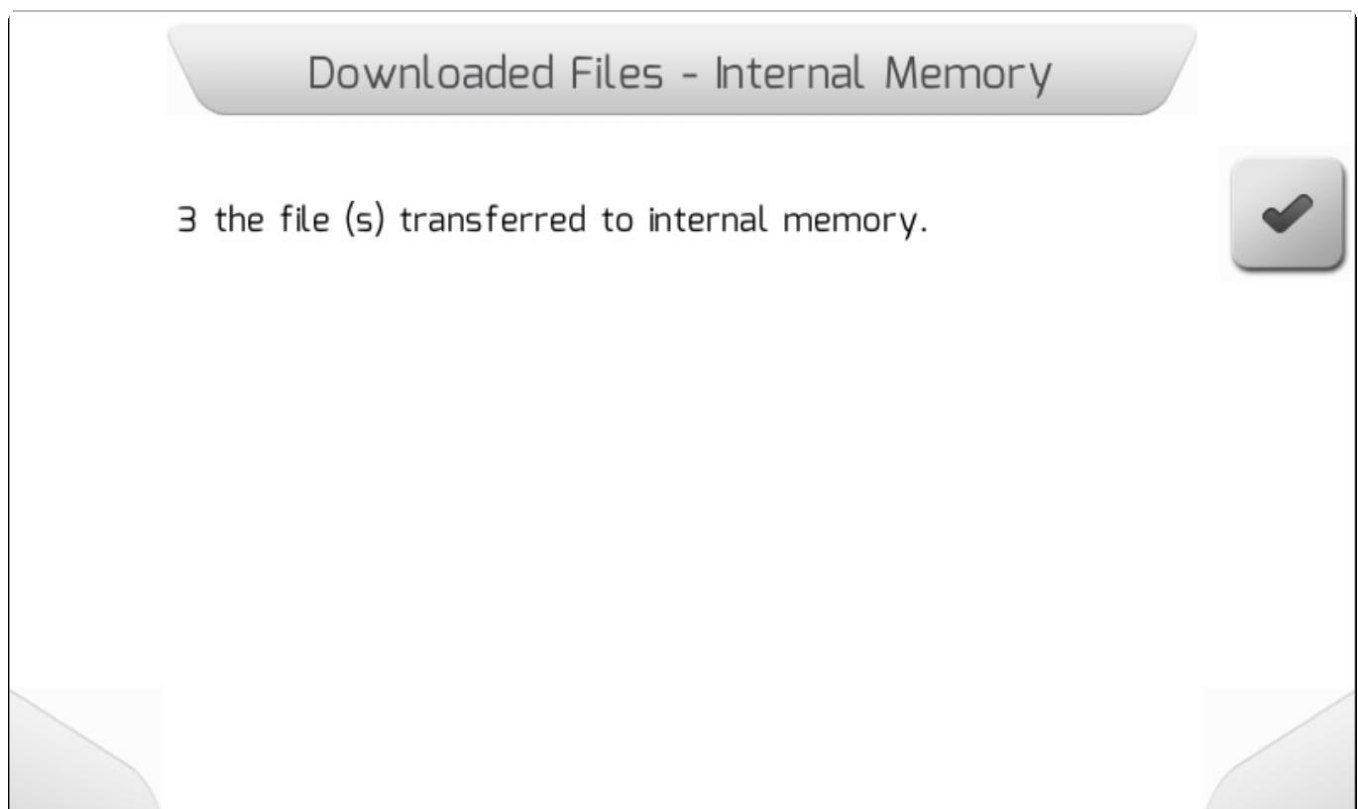 Downloaded Files - Internal Memory
3 the file (s) transferred to internal memory.